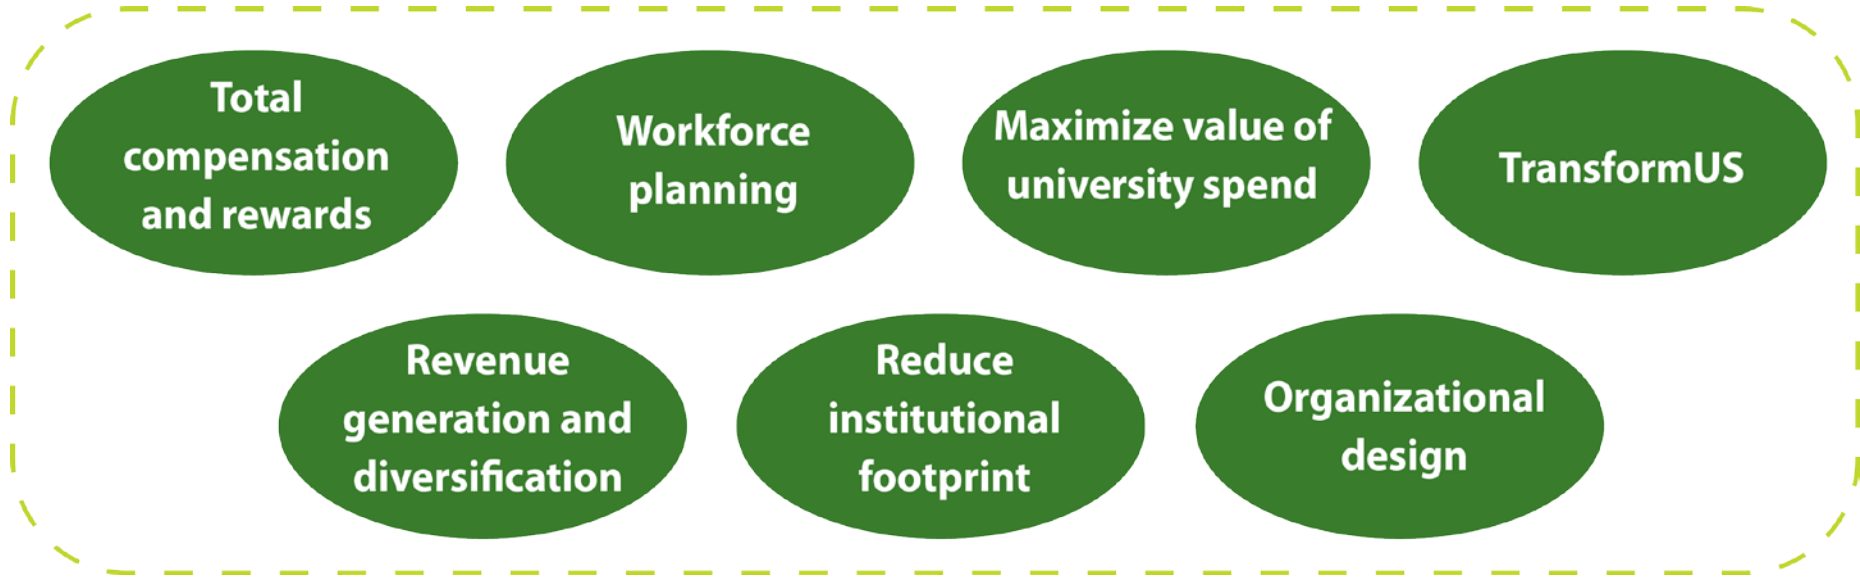 Total
compensation
and rewards
Workforce
planning
Maximize value of
university spend
TransformUS
Revenue
generation and
diversification
Reduce
institutional
footprint
Organizational
design